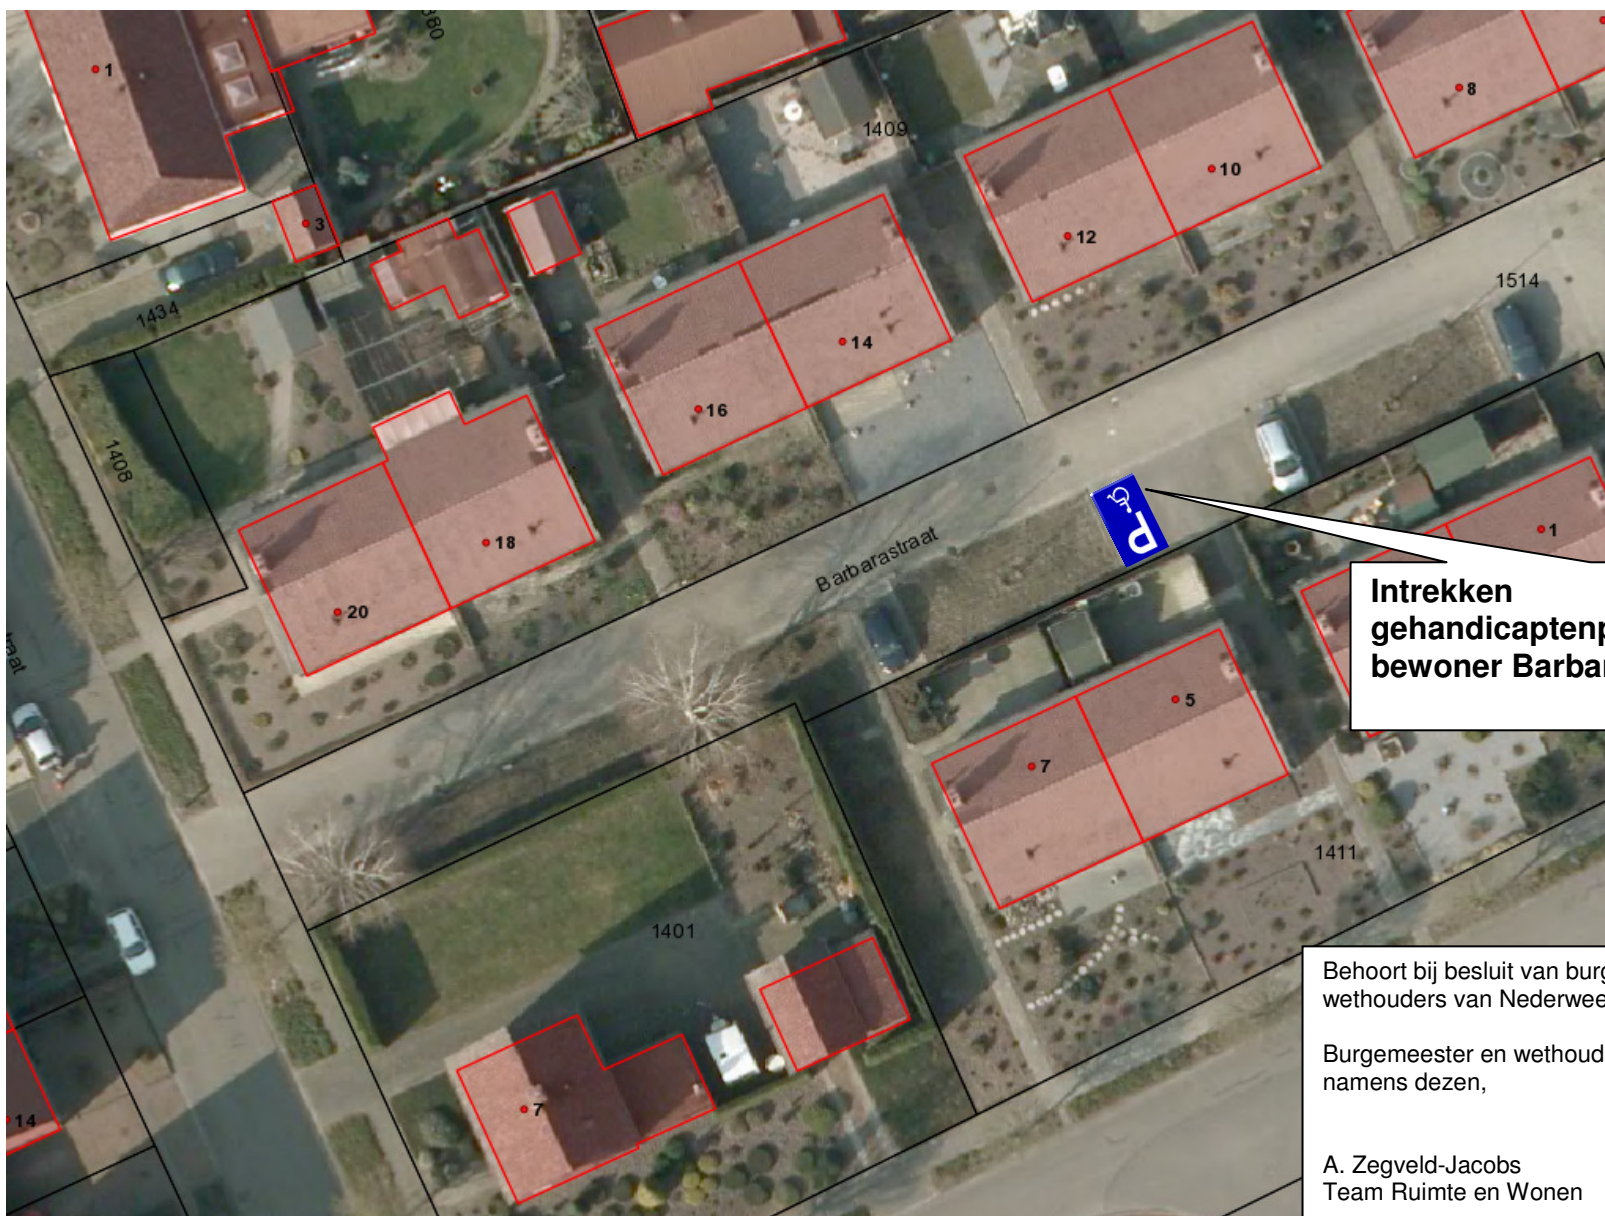 380
1
1409
8
10
3
12
1514
1434
14
16
1408
1
18
Barbarastraat
20
Intrekken
gehandicaptenp
bewoner Barba
raat
5
7
1411
1401
Behoort bij besluit van burg
wethouders van Nederwee
Burgemeester en wethoud
namens dezen,
7
14
A. Zegveld-Jacobs
Team Ruimte en Wonen
P